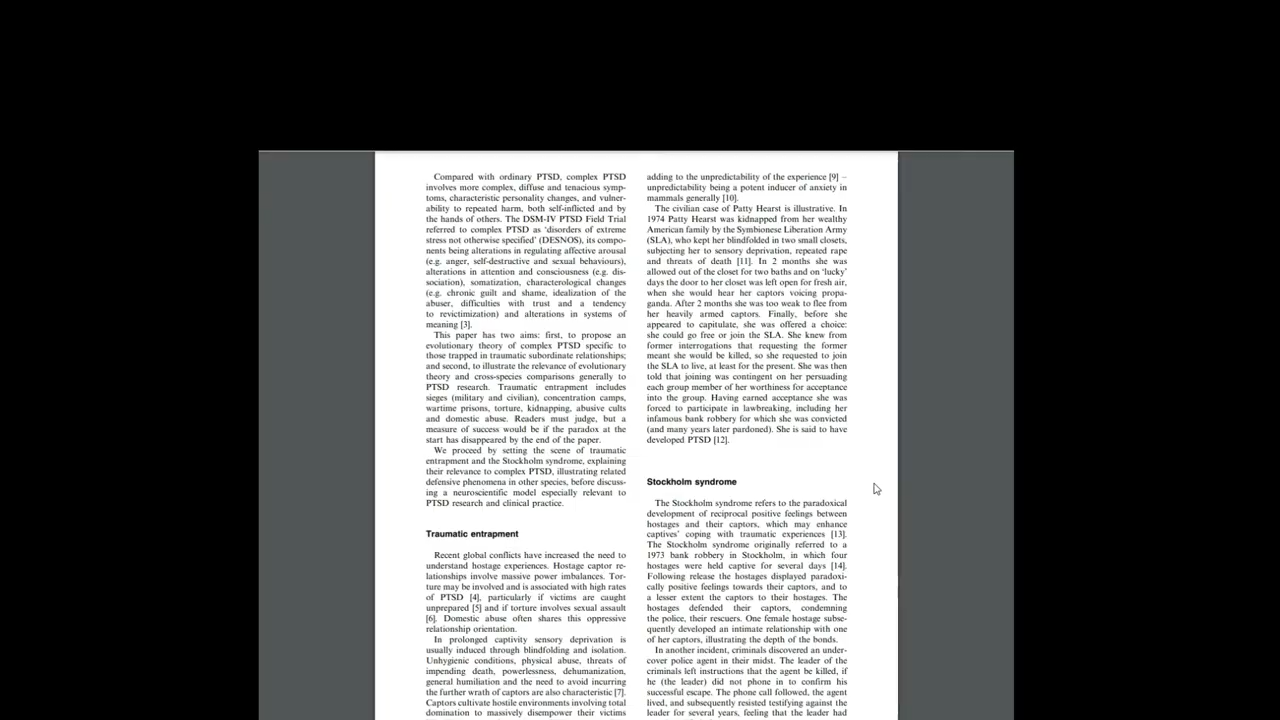 Compared with ordinary PTSD, complex PTSD
involves more complex, diffuse and tenacious symp-
toms, characteristic personality changes, and vulner-
ability to repeated harm, both self-inflicted and by
the hands of others. The DSM-IV PTSD Field Trial
referred to complex PTSD as 'disorders of extreme
stress not otherwise specified' (DESNOS), its compo-
nents being alterations in regulating affective arousal
(e.g. anger, self-destructive and sexual behaviours),
alterations in attention and consciousness (e.g. dis-
sociation), somatization, characterological changes
(e.g. chronic guilt and shame, idealization of the
abuser, difficulties with trust and a tendency
to revictimization) and alterations in systems of
meaning [3].
This paper has two aims: first, to propose an
evolutionary theory of complex PTSD specific to
those trapped in traumatic subordinate relationships;
and second, to illustrate the relevance of evolutionary
theory and cross-species comparisons generally to
PTSD research. Traumatic entrapment includes
sieges (military and civilian), concentration camps,
wartime prisons, torture, kidnapping, abusive cults
and domestic abuse. Readers must judge, but a
measure of success would be if the paradox at the
start has disappeared by the end of the paper.
We proceed by setting the scene of traumatic
entrapment and the Stockholm syndrome, explaining
their relevance to complex PTSD, illustrating related
defensive phenomena in other species, before discuss-
ing a neuroscientific model especially relevant to
PTSD research and clinical practice.
Traumatic entrapment
Recent global conflicts have increased the need to
understand hostage experiences. Hostage captor re-
lationships involve massive power imbalances. Tor-
ture may be involved and is associated with high rates
of PTSD [4], particularly if victims are caught
unprepared [5] and if torture involves sexual assault
[6]. Domestic abuse often shares this oppressive
relationship orientation.
In prolonged captivity sensory deprivation is
usually induced through blindfolding and isolation.
Unhygienic conditions, physical abuse, threats of
impending death, powerlessness, dehumanization,
general humiliation and the need to avoid incurring
the further wrath of captors are also characteristic [7].
Captors cultivate hostile environments involving total
domination to massively disempower their victims
adding to the unpredictability of the experience [9] –
unpredictability being a potent inducer of anxiety in
mammals generally [10].
The civilian case of Patty Hearst is illustrative. In
1974 Patty Hearst was kidnapped from her wealthy
American family by the Symbionese Liberation Army
(SLA), who kept her blindfolded in two small closets,
subjecting her to sensory deprivation, repeated rape
and threats of death [11]. In 2 months she was
allowed out of the closet for two baths and on 'lucky'
days the door to her closet was left open for fresh air,
when she would hear her captors voicing propa-
ganda. After 2 months she was too weak to flee from
her heavily armed captors. Finally, before she
appeared to capitulate, she was offered a choice:
she could go free or join the SLA. She knew from
former interrogations that requesting the former
meant she would be killed, so she requested to join
the SLA to live, at least for the present. She was then
told that joining was contingent on her persuading
each group member of her worthiness for acceptance
into the group. Having earned acceptance she was
forced to participate in lawbreaking, including her
infamous bank robbery for which she was convicted
(and many years later pardoned). She is said to have
developed PTSD [12].
Stockholm syndrome
The Stockholm syndrome refers to the paradoxical
development of reciprocal positive feelings between
hostages and their captors, which may enhance
captives' coping with traumatic experiences [13].
The Stockholm syndrome originally referred to a
1973 bank robbery in Stockholm, in which four
hostages were held captive for several days [14].
Following release the hostages displayed paradoxi-
cally positive feelings towards their captors, and to
a lesser extent the captors to their hostages. The
hostages defended their captors, condemning
the police, their rescuers. One female hostage subse-
quently developed an intimate relationship with one
of her captors, illustrating the depth of the bonds.
In another incident, criminals discovered an under-
cover police agent in their midst. The leader of the
criminals left instructions that the agent be killed, if
he (the leader) did not phone in to confirm his
successful escape. The phone call followed, the agent
lived, and subsequently resisted testifying against the
leader for several years, feeling that the leader had